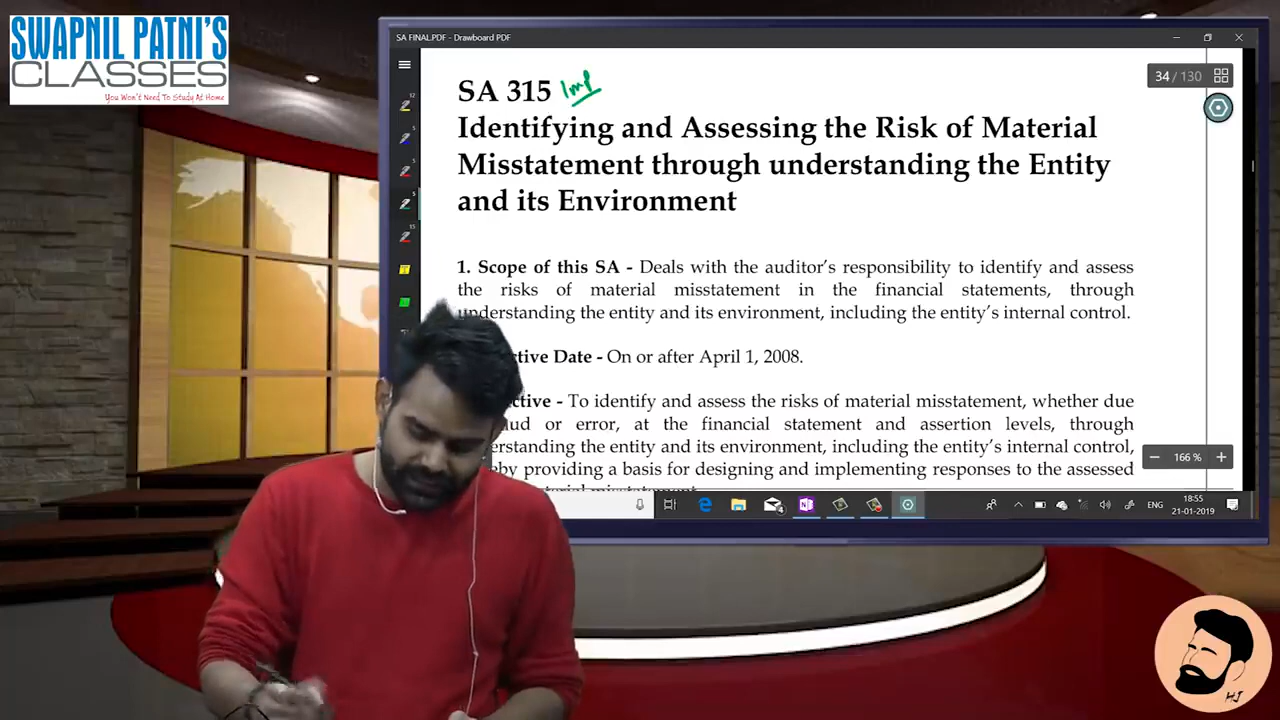 SWAPNIL PATNI'S
CLASSES
You Won't Need To Study At Home
SA FINAL.PDF - Drawboard PDF
34 / 130
SA 315 Imp
Identifying and Assessing the Risk of Material
Misstatement through understanding the Entity
and its Environment
1. Scope of this SA - Deals with the auditor's responsibility to identify and assess
the risks of material misstatement in the financial statements, through
understanding the entity and its environment, including the entity's internal control.
ctive Date - On or after April 1, 2008.
ective - To identify and assess the risks of material misstatement, whether due
ud or error, at the financial statement and assertion levels, through
erstanding the entity and its environment, including the entity's internal control,
by providing a basis for designing and implementing responses to the assessed
166 %
ENG
18:55
21-01-2019
HJ